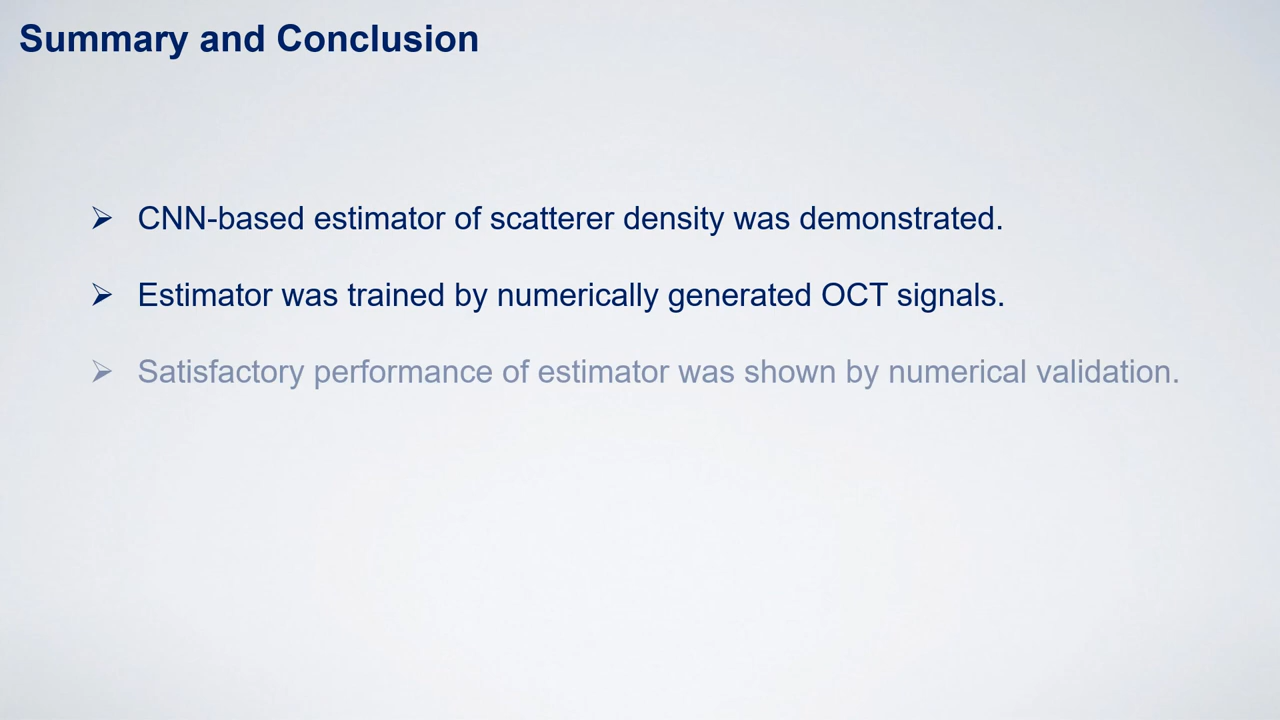 Summary and Conclusion
➢ CNN-based estimator of scatterer density was demonstrated.
➢ Estimator was trained by numerically generated OCT signals.
➢ Satisfactory performance of estimator was shown by numerical validation.